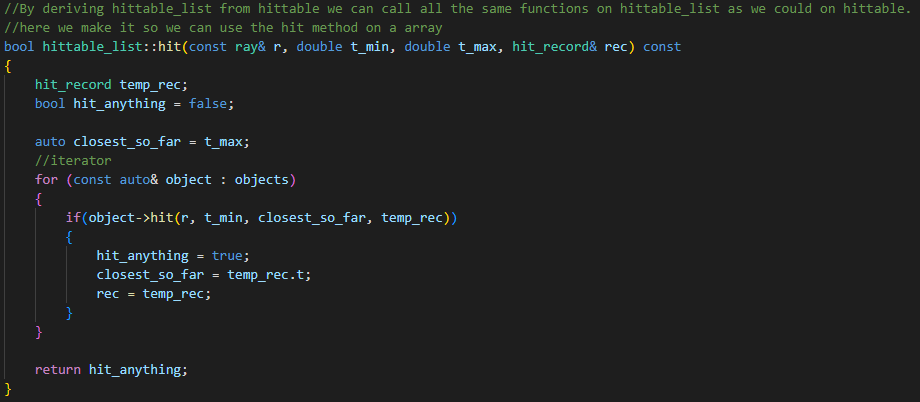 //By deriving hittable_list from hittable we can call all the same functions on hittable_list as we could on hittable.
//here we make it so we can use the hit method on a array
bool hittable_list::hit(const ray& r, double t_min, double t_max, hit_record& rec) const
{
    hit_record temp_rec;
    bool hit_anything = false;

    auto closest_so_far = t_max;
    //iterator
    for (const auto& object : objects)
    {
        if(object->hit(r, t_min, closest_so_far, temp_rec))
        {
            hit_anything = true;
            closest_so_far = temp_rec.t;
            rec = temp_rec;
        }
    }

    return hit_anything;
}